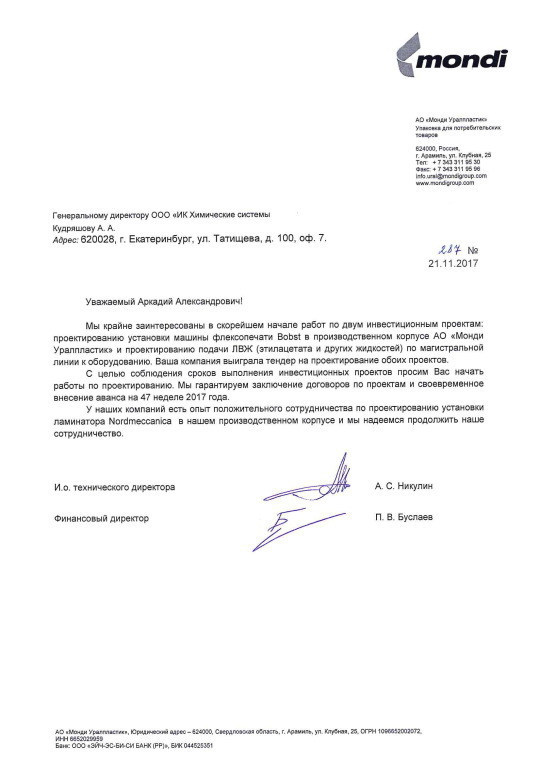 mondi
АО «Монди Уралпластик»
Упаковка для потребительских
товаров
624000, Россия,
г. Арамиль, ул. Клубная, 25
Тел: + 7 343 311 95 30
Факс: + 7 343 311 95 96
info.ural@mondigroup.com
www.mondigroup.com
Генеральному директору ООО «ИК Химические системы
Кудряшову А. А.
Адрес: 620028, г. Екатеринбург, ул. Татищева, д. 100, оф. 7.
287 №
21.11.2017
Уважаемый Аркадий Александрович!
Мы крайне заинтересованы в скорейшем начале работ по двум инвестиционным проектам:
проектированию установки машины флексопечати Bobst в производственном корпусе АО «Монди
Уралпластик» и проектированию подачи ЛВЖ (этилацетата и других жидкостей) по магистральной
линии к оборудованию. Ваша компания выиграла тендер на проектирование обоих проектов.
С целью соблюдения сроков выполнения инвестиционных проектов просим Вас начать
работы по проектированию. Мы гарантируем заключение договоров по проектам и своевременное
внесение аванса на 47 неделе 2017 года.
У наших компаний есть опыт положительного сотрудничества по проектированию установки
ламинатора Nordmeccanica в нашем производственном корпусе и мы надеемся продолжить наше
сотрудничество.
И.о. технического директора
А. С. Никулин
Финансовый директор
П. В. Буслаев
АО «Монди Уралпластик», Юридический адрес – 624000, Свердловская область, г. Арамиль, ул. Клубная, 25, ОГРН 1096652002072,
ИНН 6652029959
Банк: ООО «ЭЙЧ-ЭС-БИ-СИ БАНК (РР)», БИК 044525351